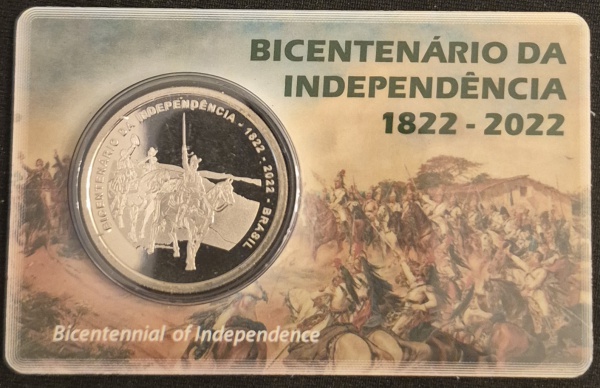 BICENTENÁRIO DA
INDEPENDÊNCIA
1822 - 2022
BICENTENÁRIO DA INDEPENDÊNCIA - 1822 - 2022 - BRASIL
Bicentennial of Independence